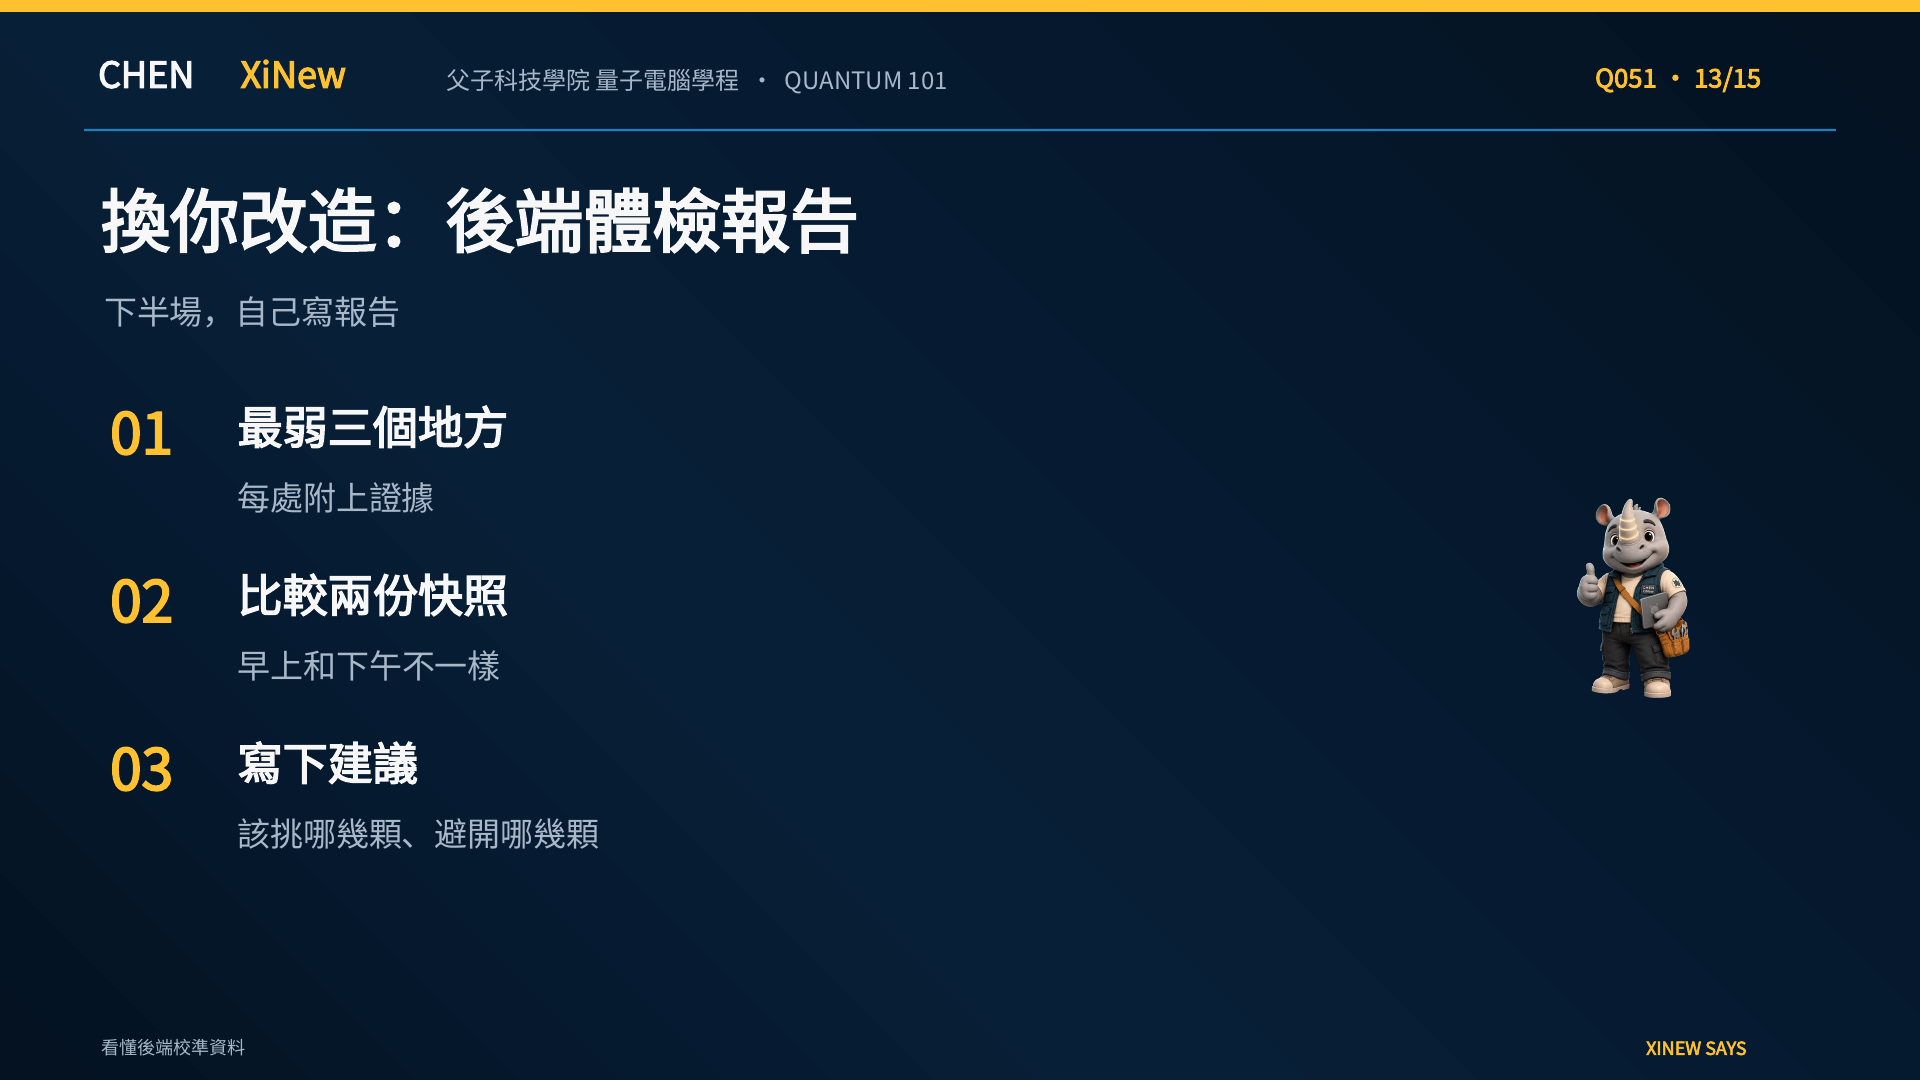 CHEN XiNew 父子科技學院 量子電腦學程 · QUANTUM 101 Q051 · 13/15
換你改造：後端體檢報告
下半場，自己寫報告
01 最弱三個地方
每處附上證據
02 比較兩份快照
早上和下午不一樣
03 寫下建議
該挑哪幾顆、避開哪幾顆
看懂後端校準資料 XINEW SAYS